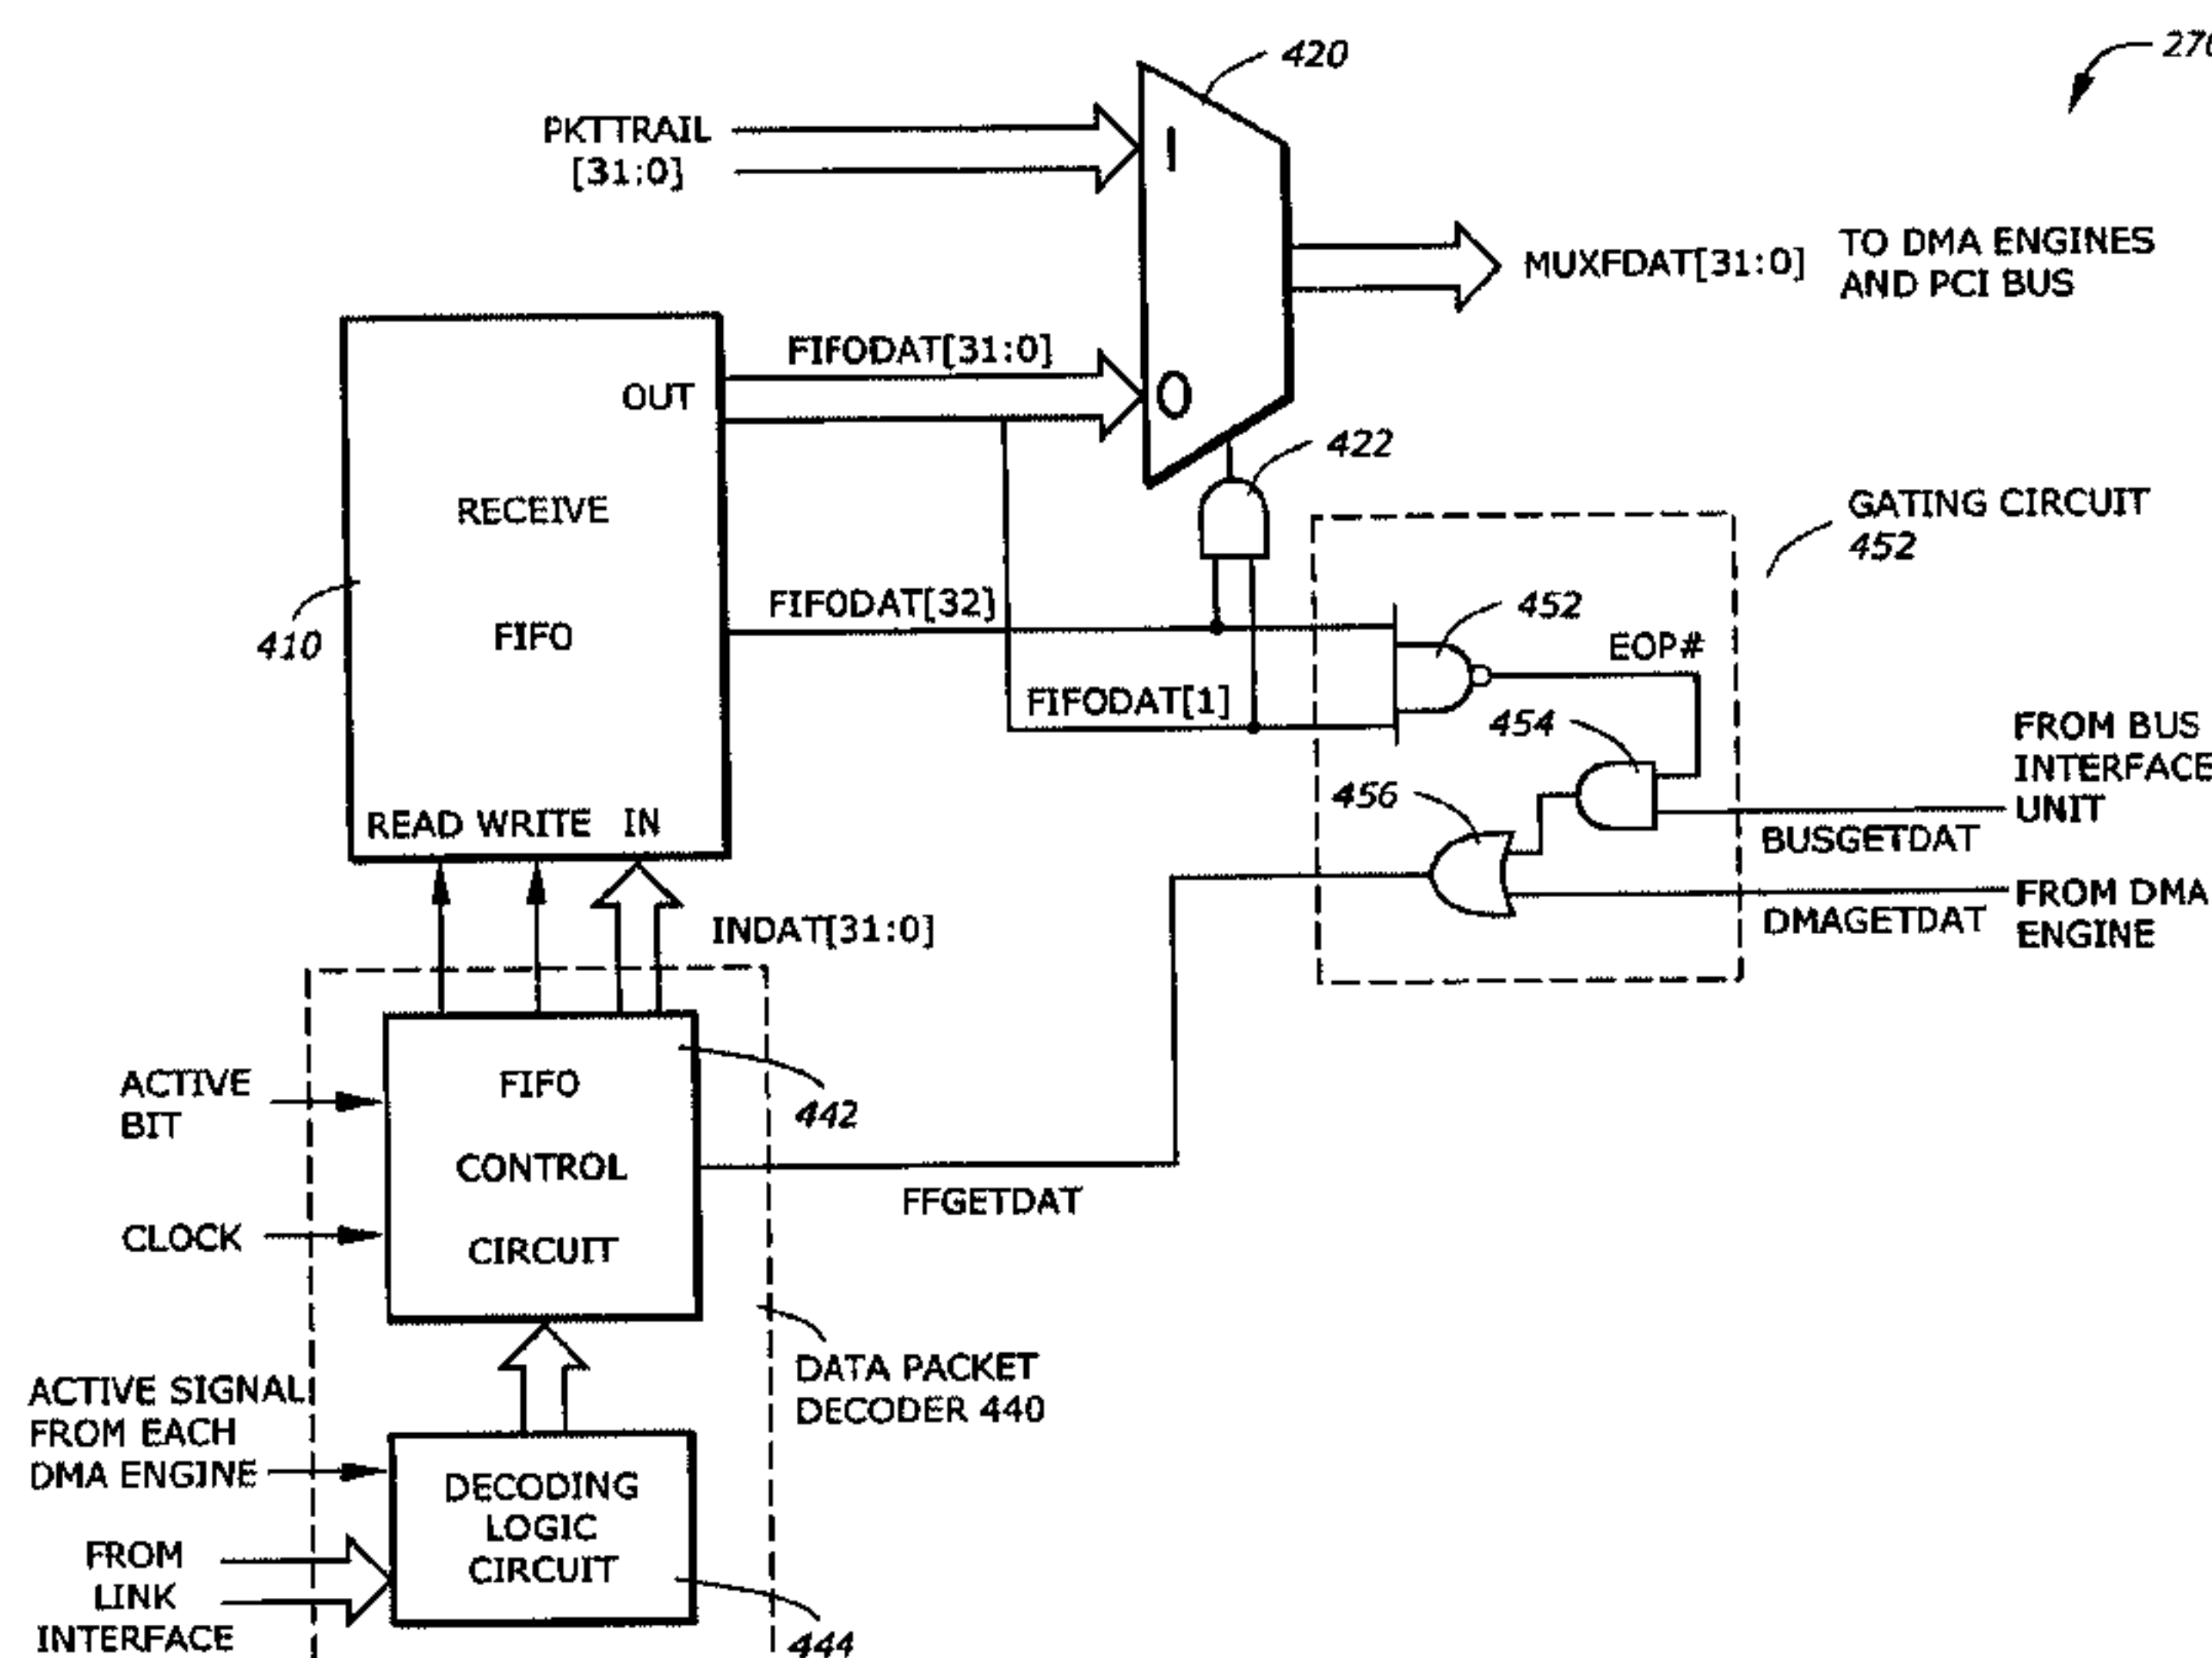 420
270
PKTTRAIL
[31:0]
I
MUXFDAT[31:0]
TO DMA ENGINES
AND PCI BUS
FIFODAT[31:0]
OUT
O
422
RECEIVE
FIFO
GATING CIRCUIT
452
410
FIFODAT[32]
452
EOP#
FIFODAT[1]
454
FROM BUS
INTERFACE
UNIT
456
READ WRITE IN
BUSGETDAT
DMAGETDAT
FROM DMA
ENGINE
INDAT[31:0]
ACTIVE
BIT
FIFO
CONTROL
CIRCUIT
442
CLOCK
FFGETDAT
DATA PACKET
DECODER 440
ACTIVE SIGNAL
FROM EACH
DMA ENGINE
DECODING
LOGIC
CIRCUIT
FROM
LINK
INTERFACE
444